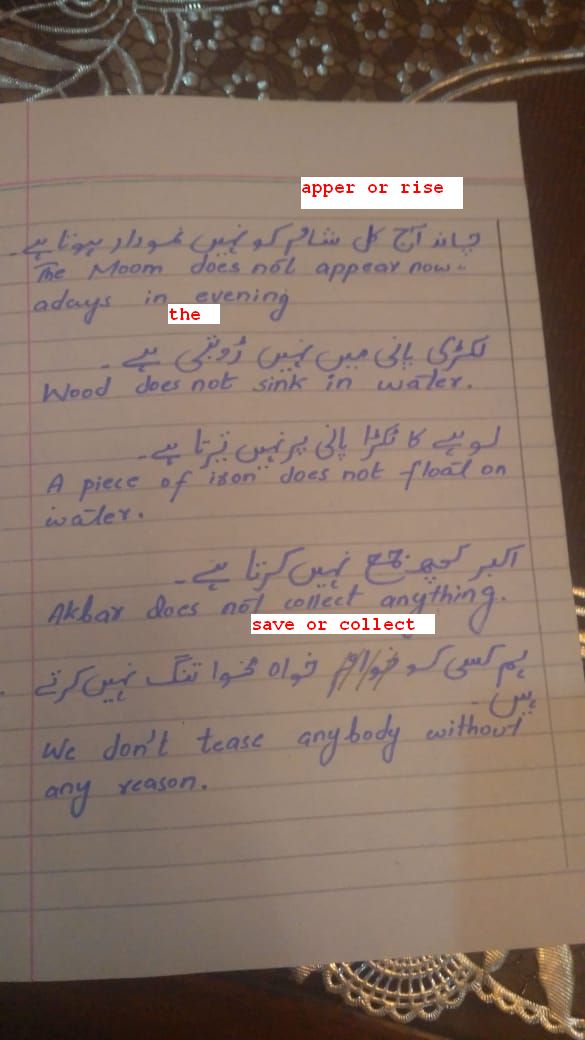 apper or rise
چاند آج کل شام کو نہیں نمودار ہوتا ہے۔
The Moom does not appear now-
adays in evening
the
لکڑی پانی میں نہیں ڈوبتی ہے۔
Wood does not sink in water.
لوہے کا ٹکڑا پانی پر نہیں تیرتا ہے۔
A piece of iron does not float on
water.
اکبر کچھ جمع نہیں کرتا ہے۔
Akbar does not collect anything.
save or collect
ہم کسی کو خواہ مخوا تنگ نہیں کرتے
ہیں۔
We don't tease anybody without
any reason.